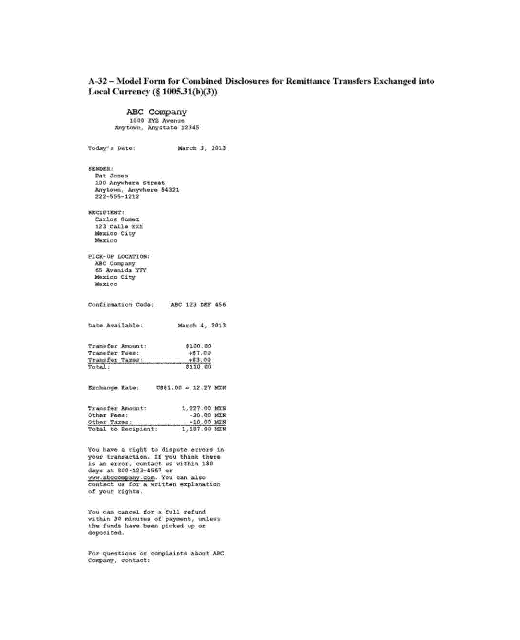 A-32 – Model Form for Combined Disclosures for Remittance Transfers Exchanged into
Local Currency (§ 1005.31(b)(3))
ABC Company
1000 XYZ Avenue
Anytown, Anystate 12345
Today's Date: March 3, 2013
SENDER:
Pat Jones
100 Anywhere Street
Anytown, Anywhere 54321
222-555-1212
RECIPIENT:
Carlos Gomez
123 Calle XXX
Mexico City
Mexico
PICK-UP LOCATION:
ABC Company
65 Avenida YYY
Mexico City
Mexico
Confirmation Code: ABC 123 DEF 456
Date Available: March 4, 2013
Transfer Amount: $100.00
Transfer Fees: +$7.00
Transfer Taxes: +$3.00
Total: $110.00
Exchange Rate: US$1.00 = 12.27 MXN
Transfer Amount: 1,227.00 MXN
Other Fees: -30.00 MXN
Other Taxes: -10.00 MXN
Total to Recipient: 1,187.00 MXN
You have a right to dispute errors in
your transaction. If you think there
is an error, contact us within 180
days at 800-123-4567 or
www.abccompany.com. You can also
contact us for a written explanation
of your rights.
You can cancel for a full refund
within 30 minutes of payment, unless
the funds have been picked up or
deposited.
For questions or complaints about ABC
Company, contact: